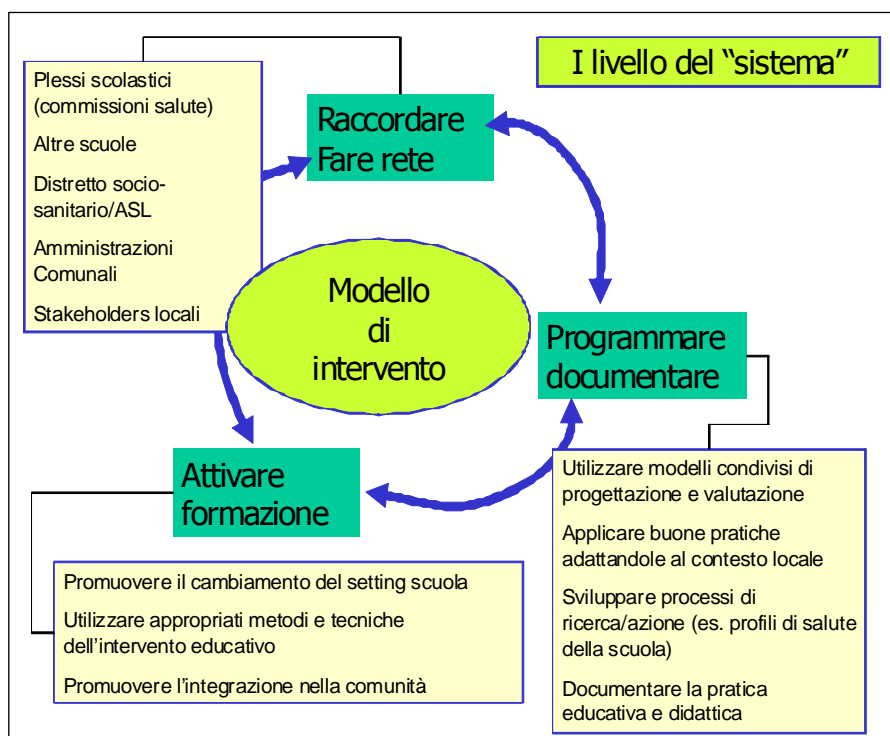 I livello del “sistema”
Plessi scolastici
(commissioni salute)
Altre scuole
Distretto socio-
sanitario/ASL
Amministrazioni
Comunali
Stakeholders locali
Raccordare
Fare rete
Modello
di
intervento
Programmare
documentare
Attivare
formazione
Utilizzare modelli condivisi di
progettazione e valutazione
Applicare buone pratiche
adattandole al contesto locale
Sviluppare processi di
ricerca/azione (es. profili di salute
della scuola)
Documentare la pratica
educativa e didattica
Promuovere il cambiamento del setting scuola
Utilizzare appropriati metodi e tecniche
dell’intervento educativo
Promuovere l’integrazione nella comunità